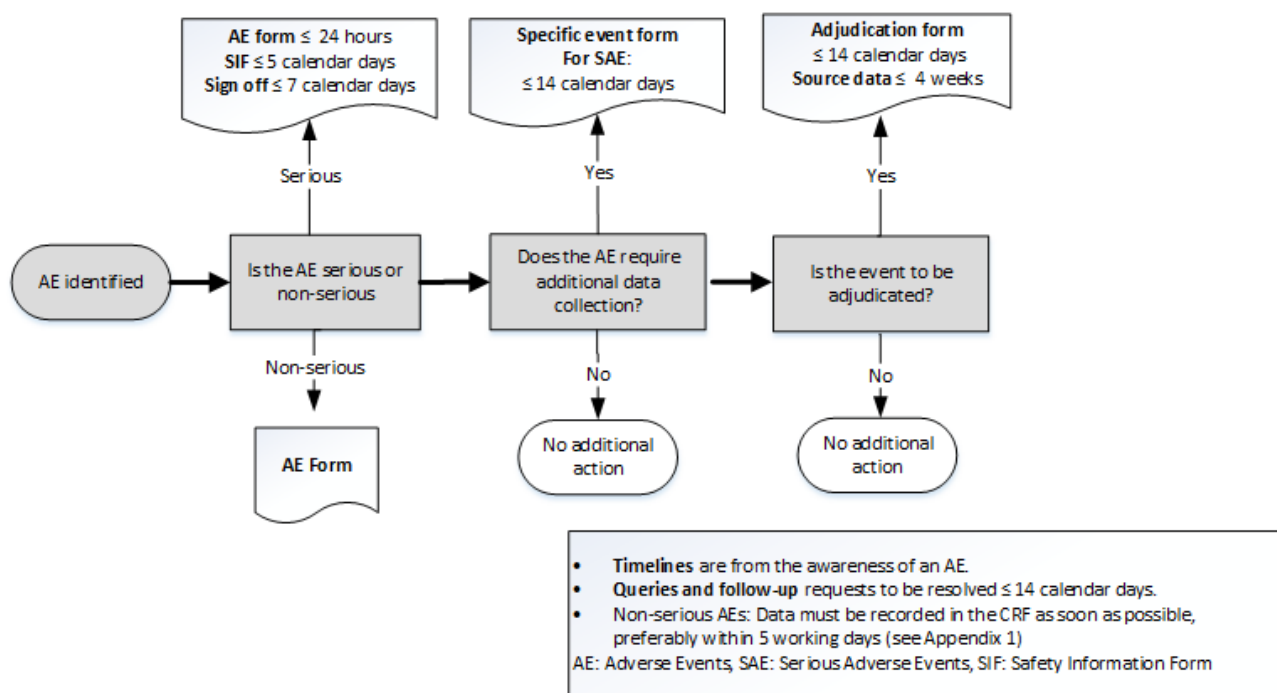 AE form ≤ 24 hours
SIF ≤ 5 calendar days
Sign off ≤ 7 calendar days
Specific event form
For SAE:
≤ 14 calendar days
Adjudication form
≤ 14 calendar days
Source data ≤ 4 weeks
Serious
Yes
Yes
AE identified
Is the AE serious or
non-serious
Does the AE require
additional data
collection?
Is the event to be
adjudicated?
Non-serious
No
No
AE Form
No additional
action
No additional
action
• Timelines are from the awareness of an AE.
• Queries and follow-up requests to be resolved ≤ 14 calendar days.
• Non-serious AEs: Data must be recorded in the CRF as soon as possible,
preferably within 5 working days (see Appendix 1)
AE: Adverse Events, SAE: Serious Adverse Events, SIF: Safety Information Form